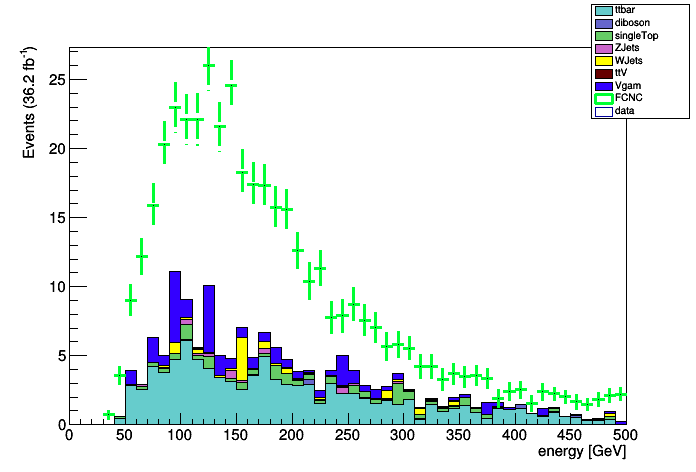 ttbar
diboson
singleTop
ZJets
WJets
ttV
Vgam
FCNC
data
Events (36.2 fb⁻¹)
25
20
15
10
5
0
0 50 100 150 200 250 300 350 400 450 500
energy [GeV]